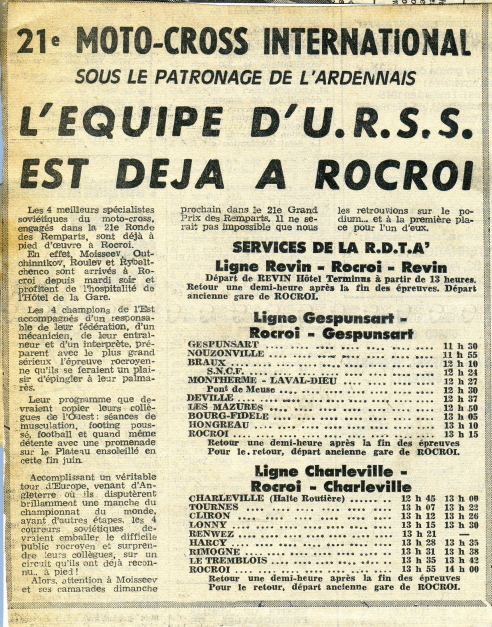 21e MOTO-CROSS INTERNATIONAL
SOUS LE PATRONAGE DE L'ARDENNAIS
L'EQUIPE D'U.R.S.S.
EST DEJA A ROCROI
Les 4 meilleurs spécialistes
soviétiques du moto-cross,
engagés dans la 21e Ronde
des Remparts, sont déjà à
pied d'œuvre à Rocroi.
En effet, Moisseev, Out-
chinnikov, Roulev et Rybalt-
chenco sont arrivés à Ro-
croi depuis mardi soir et
profitent de l'hospitalité de
l'Hôtel de la Gare.
Les 4 champions de l'Est
accompagnés d'un responsa-
ble de leur fédération, d'un
mécanicien, de leur entraî-
neur et d'un interprète, pré-
parent avec le plus grand
sérieux l'épreuve rocroyen-
ne qu'ils se feraient un plai-
sir d'épingler à leur palma-
rès.
Leur programme que de-
vraient copier leurs collè-
gues de l'Ouest : séances de
musculation, footing pous-
sé, football et quand même
détente avec une promenade
sur le Plateau ensoleillé en
cette fin juin.
Accomplissant un véritable
tour d'Europe, venant d'An-
gleterre où ils disputèrent
brillamment une manche du
championnat du monde,
avant d'autres étapes, les 4
coureurs soviétiques de-
vraient emballer le difficile
public rocroyen et surpren-
dre leurs collègues, sur un
circuit qu'ils ont déjà recon-
nu.. à pied !
Alors, attention à Moisseev
et ses camarades dimanche
prochain dans le 21e Grand
Prix des Remparts, il ne se-
rait pas impossible que nous
les retrouvions sur le po-
dium... et à la première pla-
ce pour l'un d'eux.
SERVICES DE LA R.D.T.A'
Ligne Revin - Rocroi - Revin
Départ de REVIN Hôtel Terminus à partir de 13 heures.
Retour une demi-heure après la fin des épreuves. Départ
ancienne gare de ROCROI.
Ligne Gespunsart -
Rocroi - Gespunsart
GESPUNSART ... 11 h 30
NOUZONVILLE ... 11 h 55
BRAUX ... 12 h 10
S.N.C.F. ... 12 h 24
MONTHERME - LAVAL-DIEU ... 12 h 27
Pont de Meuse ... 12 h 30
DEVILLE ... 12 h 37
LES MAZURES ... 12 h 50
BOURG-FIDELE ... 13 h 05
HONGREAU ... 13 h 10
ROCROI ... 13 h 15
Retour une demi-heure après la fin des épreuves
Pour le retour, départ ancienne gare de ROCROI.
Ligne Charleville -
Rocroi - Charleville
CHARLEVILLE (Halte Routière) ... 12 h 45 13 h 00
TOURNES ... 13 h 07 13 h 22
CLIRON ... 13 h 12 13 h 26
LONNY ... 13 h 15 13 h 30
RENWEZ ... 13 h 21 —
HARCY ... 13 h 28 13 h 35
RIMOGNE ... 13 h 31 13 h 38
LE TREMBLOIS ... 13 h 35 13 h 42
ROCROI ... 13 h 55 14 h 00
Retour une demi-heure après la fin des épreuves
Pour le retour, départ ancienne gare de ROCROI.